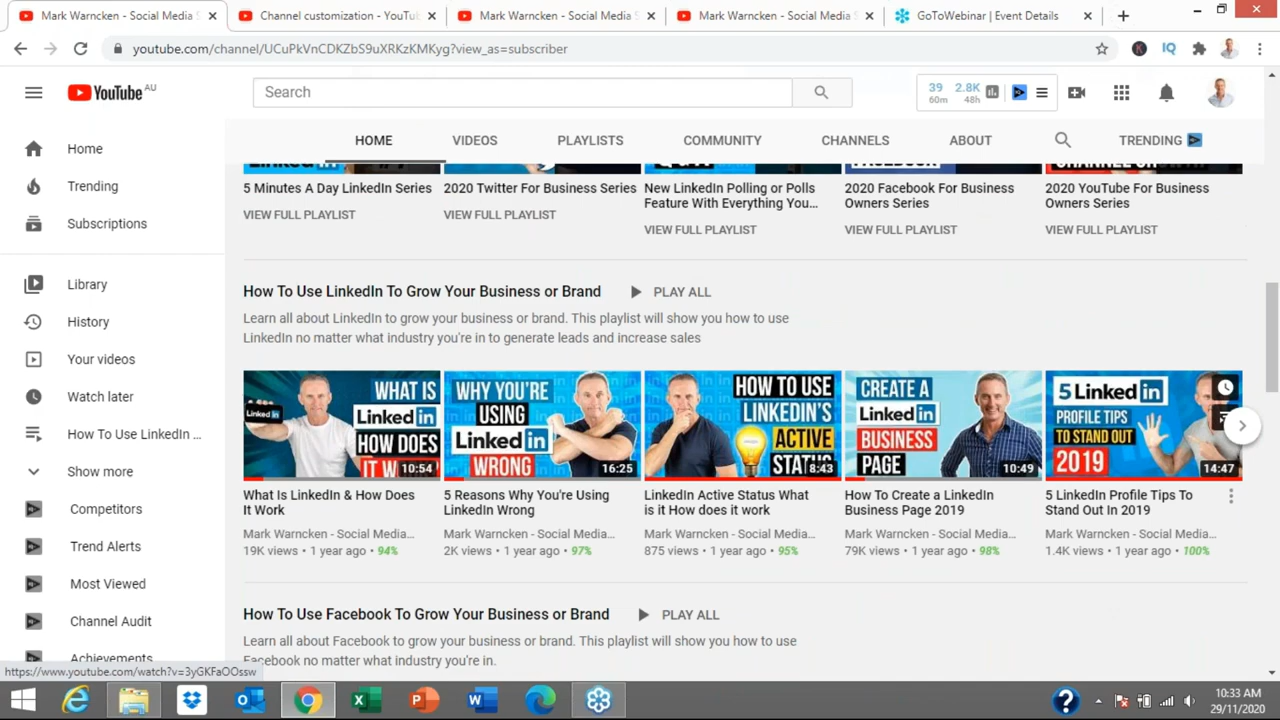 Mark Warncken - Social Media S
Channel customization - YouTu
Mark Warncken - Social Media S
Mark Warncken - Social Media S
GoToWebinar | Event Details
youtube.com/channel/UCuPkVnCDKZbS9uXRKzKMKyg?view_as=subscriber
K
IQ
YouTube AU
Search
39 2.8K
60m 48h
HOME VIDEOS PLAYLISTS COMMUNITY CHANNELS ABOUT TRENDING
Home
Trending
Subscriptions
Library
History
Your videos
Watch later
How To Use LinkedIn ...
Show more
Competitors
Trend Alerts
Most Viewed
Channel Audit
Achievements
5 Minutes A Day LinkedIn Series
VIEW FULL PLAYLIST
2020 Twitter For Business Series
VIEW FULL PLAYLIST
New LinkedIn Polling or Polls
Feature With Everything You...
VIEW FULL PLAYLIST
2020 Facebook For Business
Owners Series
VIEW FULL PLAYLIST
2020 YouTube For Business
Owners Series
VIEW FULL PLAYLIST
How To Use LinkedIn To Grow Your Business or Brand PLAY ALL
Learn all about LinkedIn to grow your business or brand. This playlist will show you how to use
LinkedIn no matter what industry you're in to generate leads and increase sales
LinkedIn
WHAT IS
LinkedIn
HOW DOES
IT W
10:54
What Is LinkedIn & How Does
It Work
Mark Warncken - Social Media...
19K views • 1 year ago • 94%
WHY YOU'RE
USING
LinkedIn
WRONG
16:25
5 Reasons Why You're Using
LinkedIn Wrong
Mark Warncken - Social Media...
2K views • 1 year ago • 97%
HOW TO USE
LINKEDIN'S
ACTIVE
STATUS
8:43
LinkedIn Active Status What
is it How does it work
Mark Warncken - Social Media...
875 views • 1 year ago • 95%
CREATE A
LinkedIn
BUSINESS
PAGE
10:49
How To Create a LinkedIn
Business Page 2019
Mark Warncken - Social Media...
79K views • 1 year ago • 98%
5 LinkedIn
PROFILE TIPS
TO STAND OUT
2019
14:47
5 LinkedIn Profile Tips To
Stand Out In 2019
Mark Warncken - Social Media...
1.4K views • 1 year ago • 100%
How To Use Facebook To Grow Your Business or Brand PLAY ALL
Learn all about Facebook to grow your business or brand. This playlist will show you how to use
Facebook no matter what industry you're in.
https://www.youtube.com/watch?v=3yGKFaOOssw
10:33 AM
29/11/2020